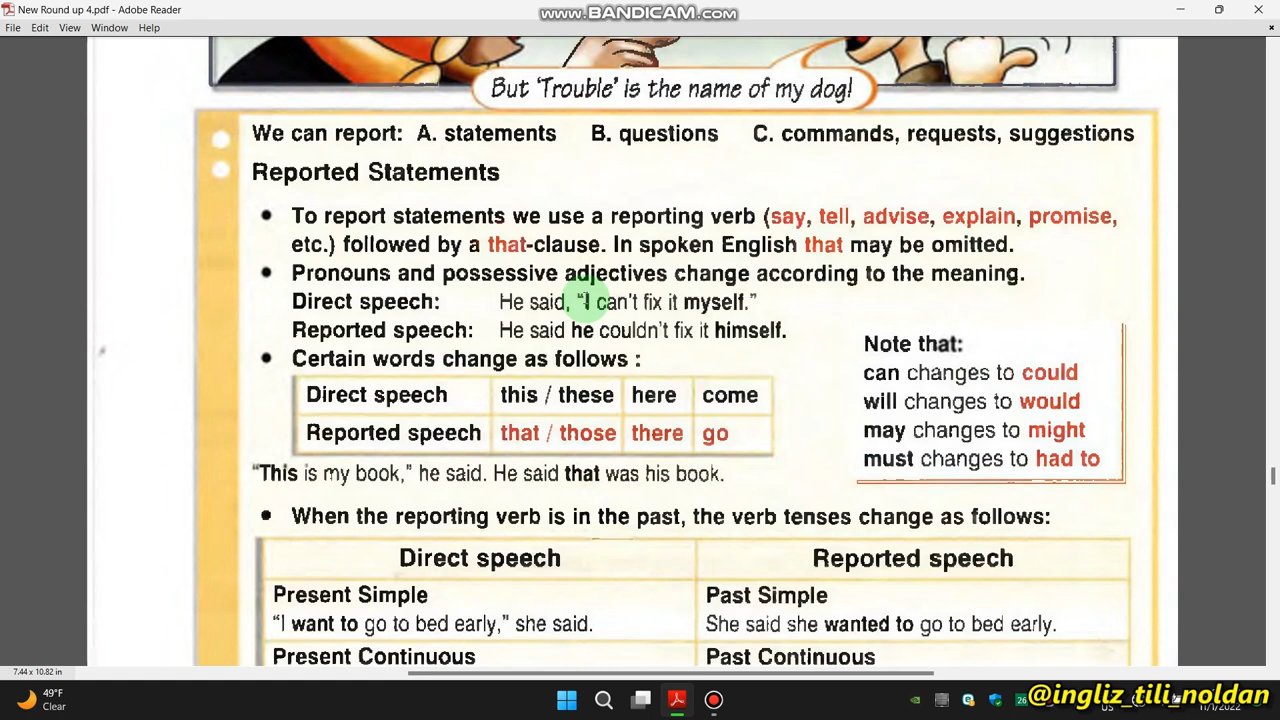 New Round up 4.pdf - Adobe Reader
www.BANDICAM.com
File Edit View Window Help
But 'Trouble' is the name of my dog!
We can report: A. statements B. questions C. commands, requests, suggestions
Reported Statements
• To report statements we use a reporting verb (say, tell, advise, explain, promise,
etc.) followed by a that-clause. In spoken English that may be omitted.
• Pronouns and possessive adjectives change according to the meaning.
Direct speech: He said, "I can't fix it myself."
Reported speech: He said he couldn't fix it himself.
• Certain words change as follows :
Direct speech this / these here come
Reported speech that / those there go
"This is my book," he said. He said that was his book.
Note that:
can changes to could
will changes to would
may changes to might
must changes to had to
• When the reporting verb is in the past, the verb tenses change as follows:
Direct speech Reported speech
Present Simple Past Simple
"I want to go to bed early," she said. She said she wanted to go to bed early.
Present Continuous Past Continuous
7.44 x 10.82 in
49°F
Clear
26
@ingliz_tili_noldan